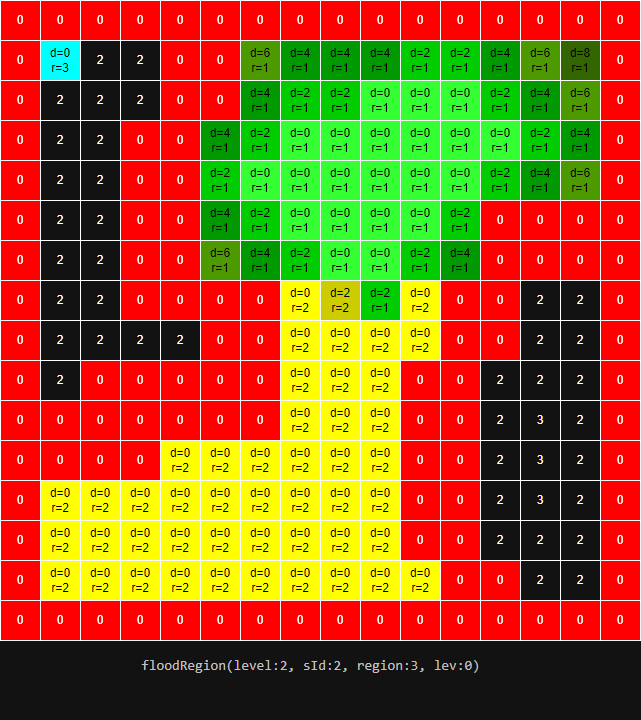 0 0 0 0 0 0 0 0 0 0 0 0 0 0 0 0
0 d=0 2 2 0 0 d=6 d=4 d=4 d=4 d=2 d=2 d=4 d=6 d=8 0
r=3 r=1 r=1 r=1 r=1 r=1 r=1 r=1 r=1 r=1
0 2 2 2 0 0 d=4 d=2 d=2 d=0 d=0 d=0 d=2 d=4 d=6 0
r=1 r=1 r=1 r=1 r=1 r=1 r=1 r=1 r=1
0 2 2 0 0 d=4 d=2 d=0 d=0 d=0 d=0 d=0 d=0 d=2 d=4 0
r=1 r=1 r=1 r=1 r=1 r=1 r=1 r=1 r=1 r=1
0 2 2 0 0 d=2 d=0 d=0 d=0 d=0 d=0 d=0 d=2 d=4 d=6 0
r=1 r=1 r=1 r=1 r=1 r=1 r=1 r=1 r=1 r=1
0 2 2 0 0 d=4 d=2 d=0 d=0 d=0 d=0 d=2 0 0 0 0
r=1 r=1 r=1 r=1 r=1 r=1 r=1
0 2 2 0 0 d=6 d=4 d=2 d=0 d=0 d=2 d=4 0 0 0 0
r=1 r=1 r=1 r=1 r=1 r=1 r=1
0 2 2 0 0 0 0 d=0 d=2 d=2 d=0 0 0 2 2 0
r=2 r=2 r=1 r=2
0 2 2 2 2 0 0 d=0 d=0 d=0 d=0 0 0 2 2 0
r=2 r=2 r=2 r=2
0 2 0 0 0 0 0 d=0 d=0 d=0 0 0 2 2 2 0
r=2 r=2 r=2
0 0 0 0 0 0 0 d=0 d=0 d=0 0 0 2 3 2 0
r=2 r=2 r=2
0 0 0 0 d=0 d=0 d=0 d=0 d=0 d=0 0 0 2 3 2 0
r=2 r=2 r=2 r=2 r=2 r=2
0 d=0 d=0 d=0 d=0 d=0 d=0 d=0 d=0 d=0 0 0 2 3 2 0
r=2 r=2 r=2 r=2 r=2 r=2 r=2 r=2 r=2
0 d=0 d=0 d=0 d=0 d=0 d=0 d=0 d=0 d=0 0 0 2 2 2 0
r=2 r=2 r=2 r=2 r=2 r=2 r=2 r=2 r=2
0 d=0 d=0 d=0 d=0 d=0 d=0 d=0 d=0 d=0 d=0 0 0 2 2 0
r=2 r=2 r=2 r=2 r=2 r=2 r=2 r=2 r=2 r=2
0 0 0 0 0 0 0 0 0 0 0 0 0 0 0 0
floodRegion(level:2, sId:2, region:3, lev:0)